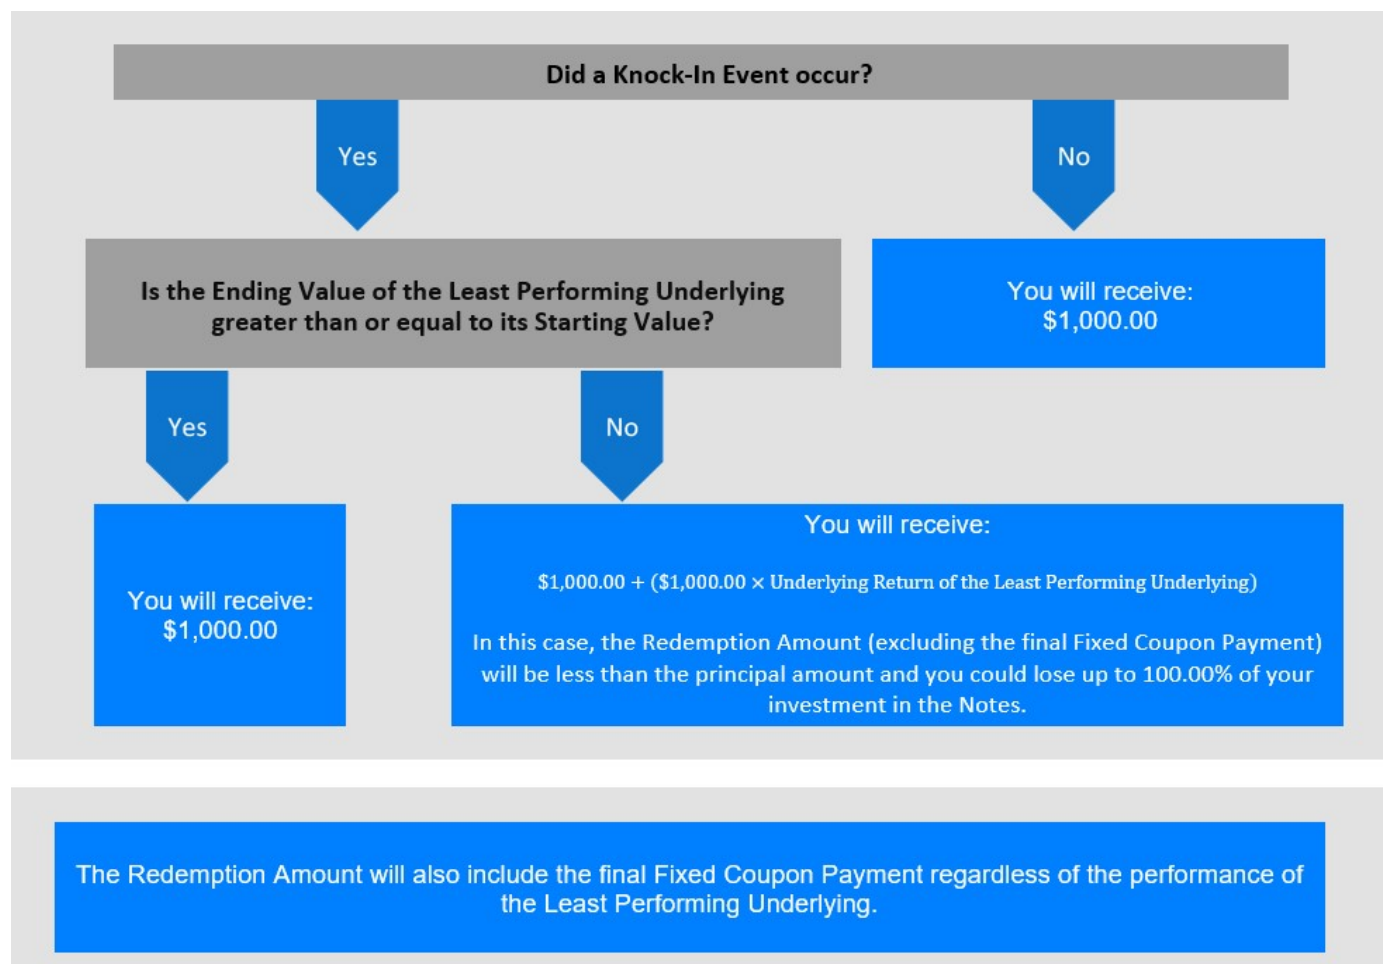 Did a Knock-In Event occur?
Yes
No
Is the Ending Value of the Least Performing Underlying
greater than or equal to its Starting Value?
You will receive:
$1,000.00
Yes
No
You will receive:
$1,000.00
You will receive:
$1,000.00 + ($1,000.00 × Underlying Return of the Least Performing Underlying)
In this case, the Redemption Amount (excluding the final Fixed Coupon Payment)
will be less than the principal amount and you could lose up to 100.00% of your
investment in the Notes.
The Redemption Amount will also include the final Fixed Coupon Payment regardless of the performance of
the Least Performing Underlying.